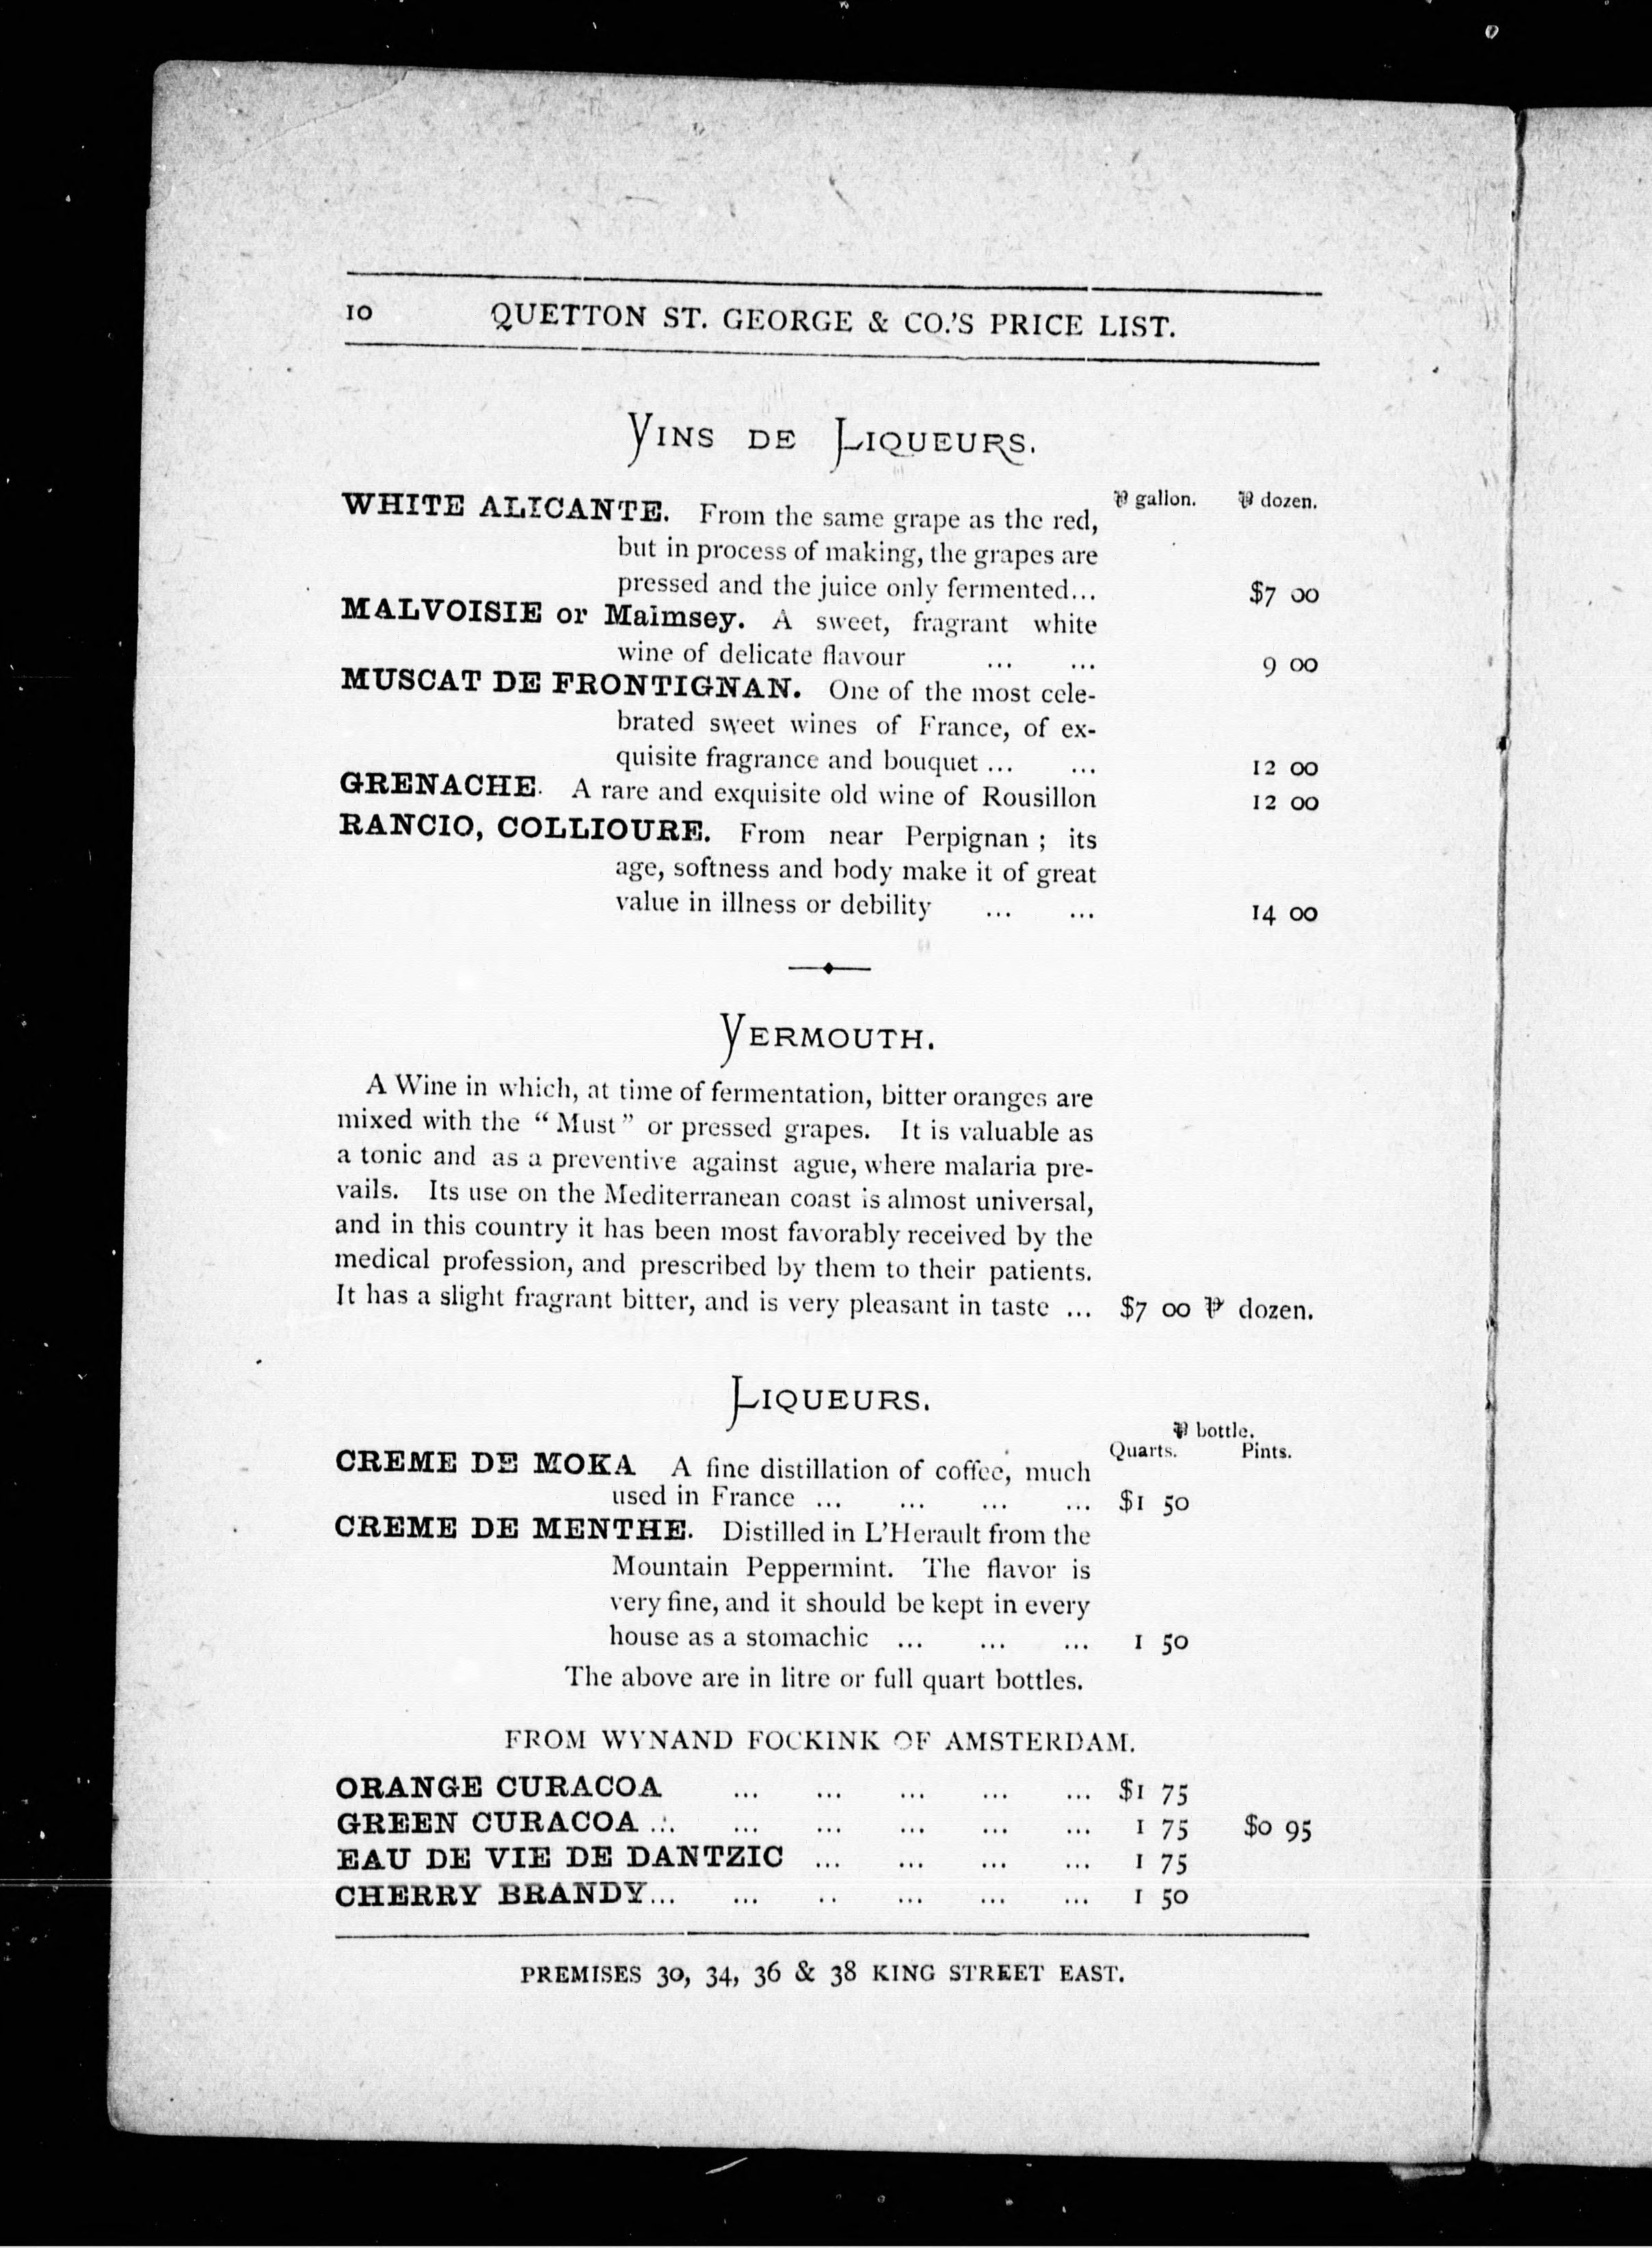 10 QUETTON ST. GEORGE & CO.'S PRICE LIST.
VINS DE LIQUEURS.
℔ gallon. ℔ dozen.
WHITE ALICANTE. From the same grape as the red,
but in process of making, the grapes are
pressed and the juice only fermented... $7 00
MALVOISIE or Malmsey. A sweet, fragrant white
wine of delicate flavour ... ... 9 00
MUSCAT DE FRONTIGNAN. One of the most cele-
brated sweet wines of France, of ex-
quisite fragrance and bouquet ... ... 12 00
GRENACHE. A rare and exquisite old wine of Rousillon 12 00
RANCIO, COLLIOURE. From near Perpignan ; its
age, softness and body make it of great
value in illness or debility ... ... 14 00
VERMOUTH.
A Wine in which, at time of fermentation, bitter oranges are
mixed with the “ Must ” or pressed grapes. It is valuable as
a tonic and as a preventive against ague, where malaria pre-
vails. Its use on the Mediterranean coast is almost universal,
and in this country it has been most favorably received by the
medical profession, and prescribed by them to their patients.
It has a slight fragrant bitter, and is very pleasant in taste ... $7 00 ℔ dozen.
LIQUEURS.
℔ bottle.
Quarts. Pints.
CREME DE MOKA A fine distillation of coffee, much
used in France ... ... ... ... $1 50
CREME DE MENTHE. Distilled in L'Herault from the
Mountain Peppermint. The flavor is
very fine, and it should be kept in every
house as a stomachic ... ... ... 1 50
The above are in litre or full quart bottles.
FROM WYNAND FOCKINK OF AMSTERDAM.
ORANGE CURACOA ... ... ... ... ... $1 75
GREEN CURACOA ... ... ... ... ... ... 1 75 $0 95
EAU DE VIE DE DANTZIC ... ... ... ... 1 75
CHERRY BRANDY... ... .. ... ... ... 1 50
PREMISES 30, 34, 36 & 38 KING STREET EAST.